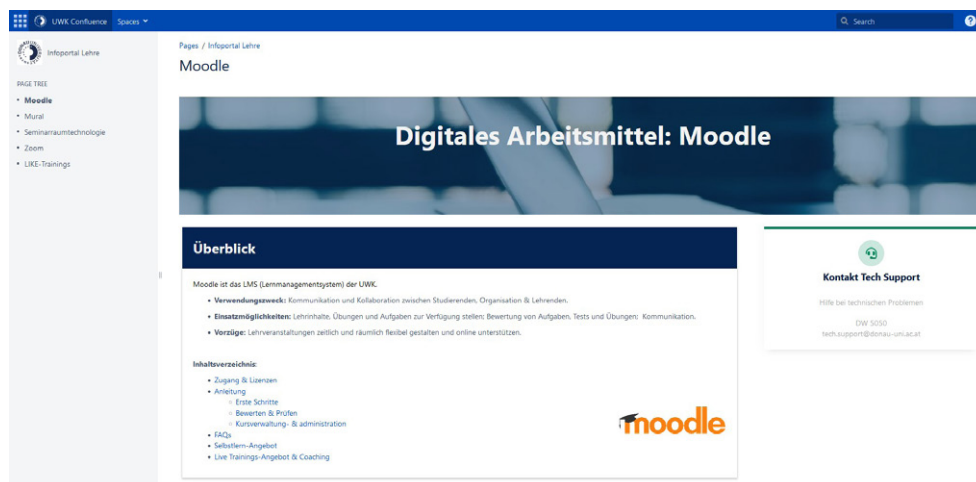 UWK Confluence Spaces
Search
Infoportal Lehre
PAGE TREE
Moodle
Mural
Seminarraumtechnologie
Zoom
LIKE-Trainings
Pages / Infoportal Lehre
Moodle
Digitales Arbeitsmittel: Moodle
Überblick
Moodle ist das LMS (Lernmanagementsystem) der UWK.
• Verwendungszweck: Kommunikation und Kollaboration zwischen Studierenden, Organisation & Lehrenden.
• Einsatzmöglichkeiten: Lehrinhalte, Übungen und Aufgaben zur Verfügung stellen; Bewertung von Aufgaben, Tests und Übungen; Kommunikation.
• Vorzüge: Lehrveranstaltungen zeitlich und räumlich flexibel gestalten und online unterstützen.
Inhaltsverzeichnis:
• Zugang & Lizenzen
• Anleitung
○ Erste Schritte
○ Bewerten & Prüfen
○ Kursverwaltung- & administration
• FAQs
• Selbstlern-Angebot
• Live Trainings-Angebot & Coaching
moodle
Kontakt Tech Support
Hilfe bei technischen Problemen
DW 5050
tech.support@donau-uni.ac.at